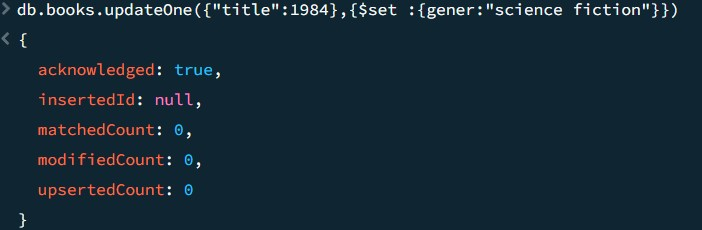 > db.books.updateOne({"title":1984},{$set :{gener:"science fiction"}})
< {
acknowledged: true,
insertedId: null,
matchedCount: 0,
modifiedCount: 0,
upsertedCount: 0
}